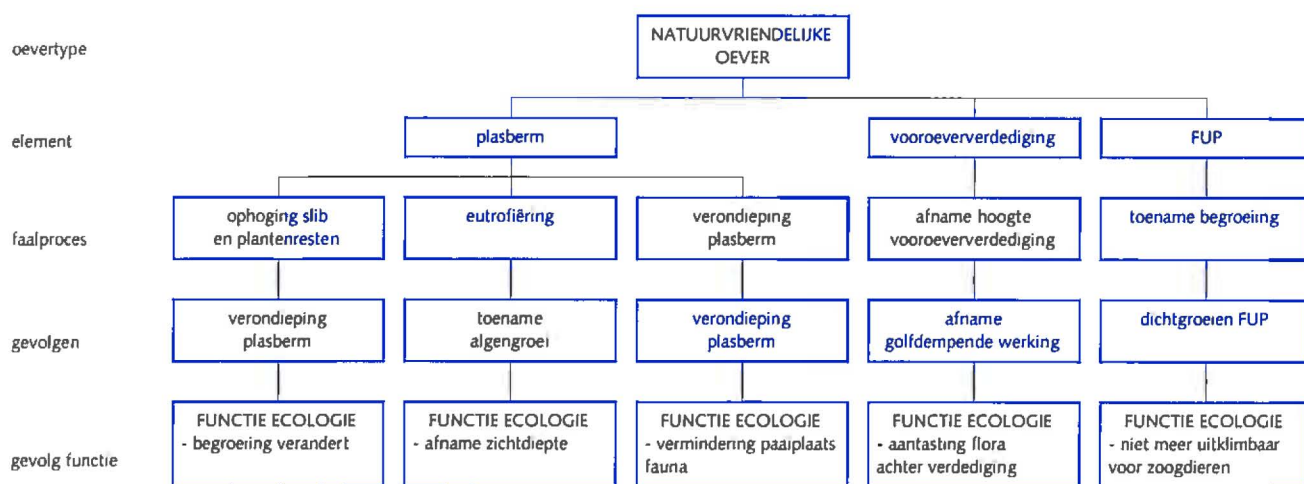 oevertype
NATUURVRIENDELIJKE
OEVER
element
plasberm
vooroeververdediging
FUP
faalproces
ophoging slib
en plantenresten
eutrofiëring
verondieping
plasberm
afname hoogte
vooroeververdediging
toename begroeiing
gevolgen
verondieping
plasberm
toename
algengroei
verondieping
plasberm
afname
golfdempende werking
dichtgroeien FUP
gevolg functie
FUNCTIE ECOLOGIE
- begroeiing verandert
FUNCTIE ECOLOGIE
- afname zichtdiepte
FUNCTIE ECOLOGIE
- vermindering paaiplaats
fauna
FUNCTIE ECOLOGIE
- aantasting flora
achter verdediging
FUNCTIE ECOLOGIE
- niet meer uitklimbaar
voor zoogdieren